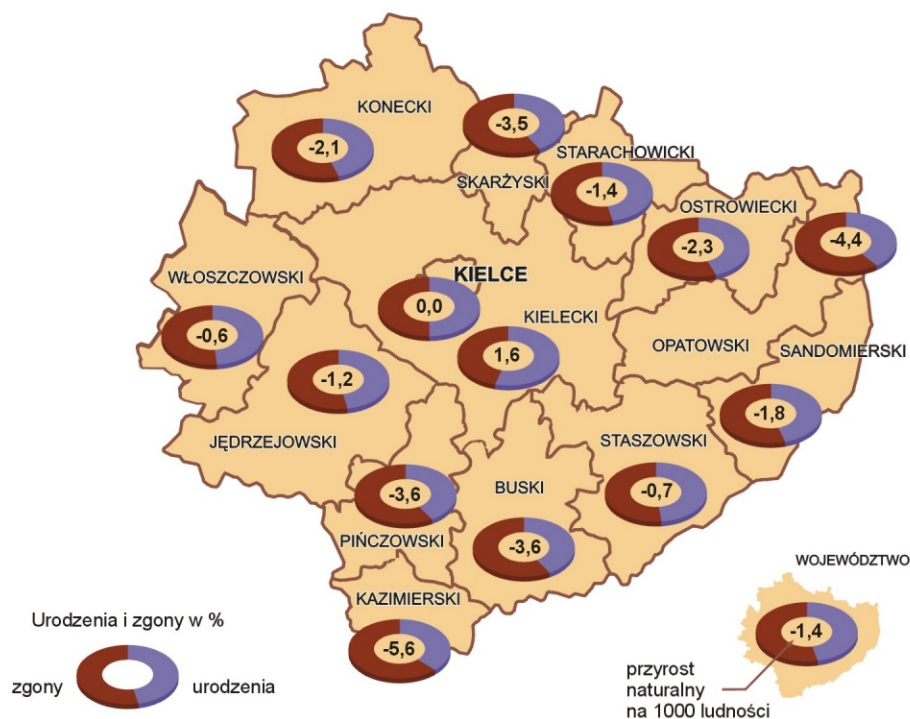 KONECKI
-2,1
-3,5
SKARŻYSKI
STARACHOWICKI
-1,4
OSTROWIECKI
-2,3
-4,4
WŁOSZCZOWSKI
-0,6
KIELCE
0,0
KIELECKI
1,6
OPATOWSKI
SANDOMIERSKI
-1,8
-1,2
JĘDRZEJOWSKI
STASZOWSKI
-0,7
-3,6
PIŃCZOWSKI
BUSKI
-3,6
KAZIMIERSKI
-5,6
Urodzenia i zgony w %
zgony
urodzenia
WOJEWÓDZTWO
-1,4
przyrost
naturalny
na 1000 ludności